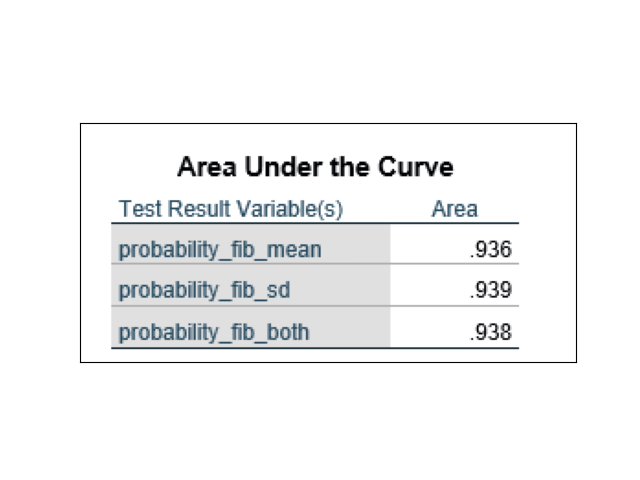 Area Under the Curve
Test Result Variable(s) Area
probability_fib_mean .936
probability_fib_sd .939
probability_fib_both .938